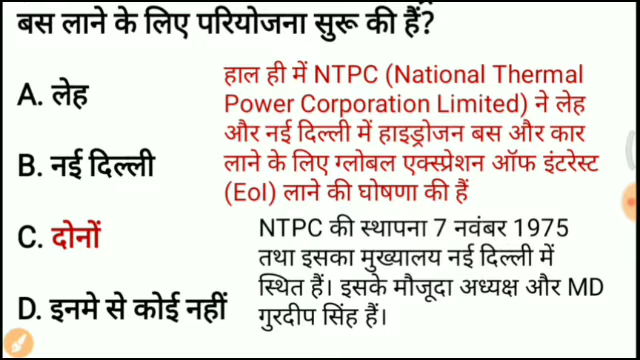 बस लाने के लिए परियोजना सुरू की हैं?
A. लेह
B. नई दिल्ली
C. दोनों
D. इनमे से कोई नहीं
हाल ही में NTPC (National Thermal
Power Corporation Limited) ने लेह
और नई दिल्ली में हाइड्रोजन बस और कार
लाने के लिए ग्लोबल एक्स्प्रेशन ऑफ इंटरेस्ट
(EoI) लाने की घोषणा की हैं
NTPC की स्थापना 7 नवंबर 1975
तथा इसका मुख्यालय नई दिल्ली में
स्थित हैं। इसके मौजूदा अध्यक्ष और MD
गुरदीप सिंह हैं।